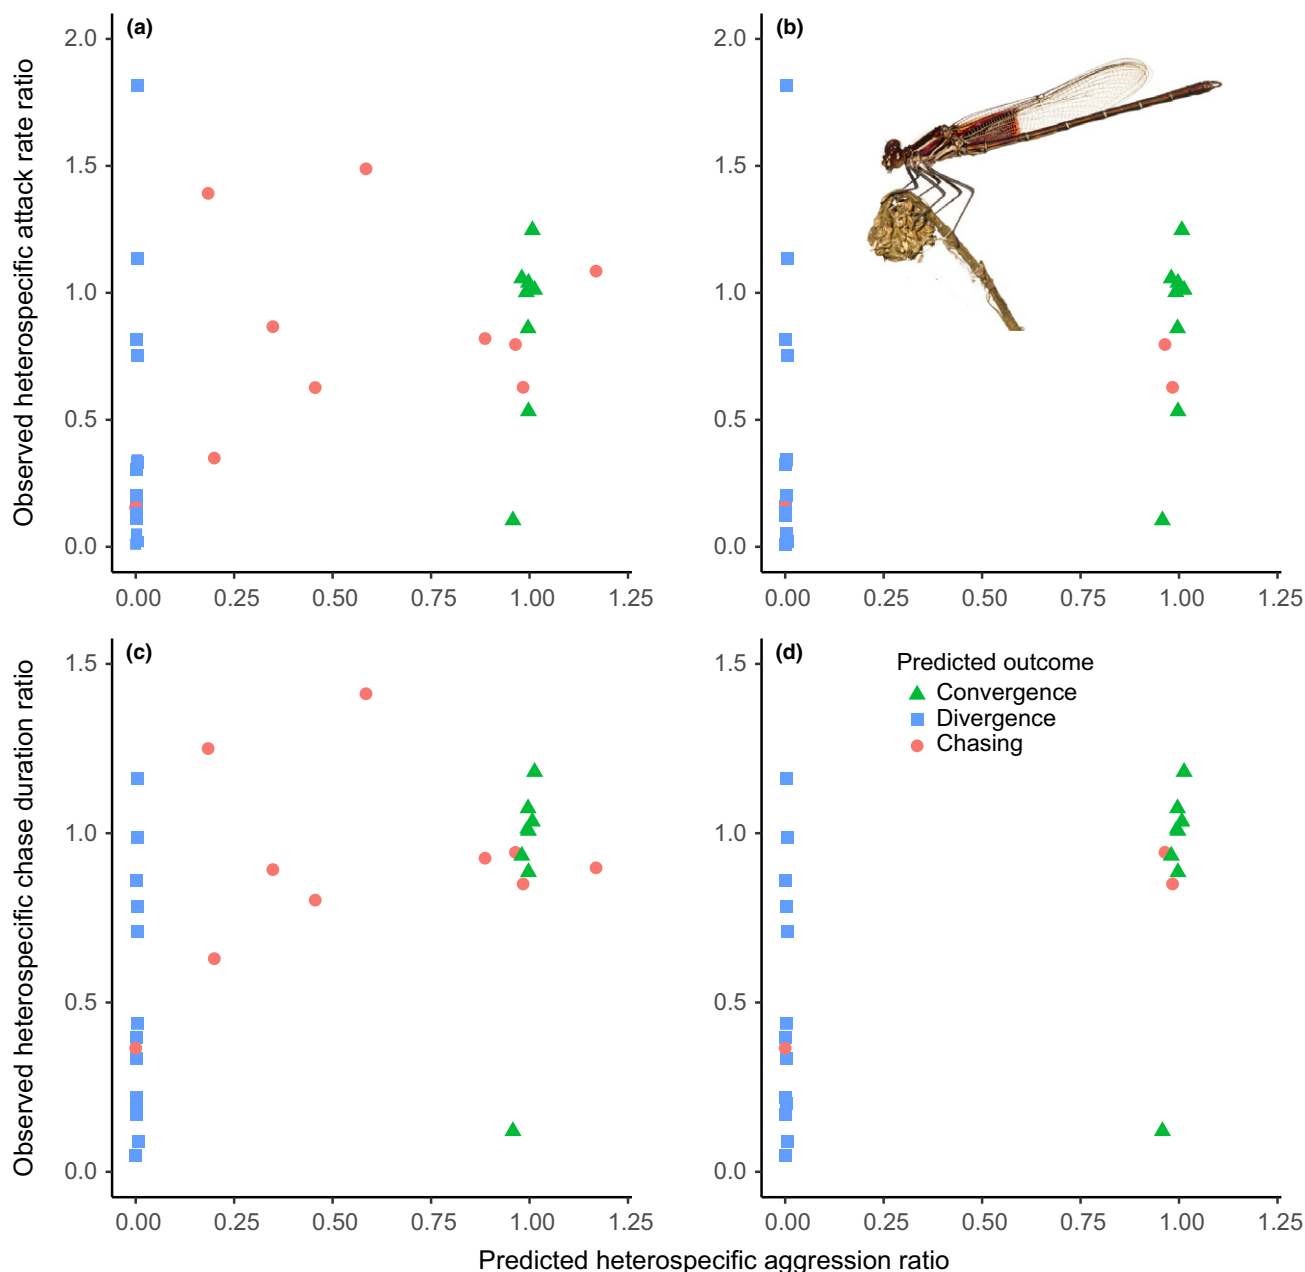 (a)
(b)
2.0
1.5
1.0
0.5
0.0
2.0
1.5
1.0
0.5
0.0
Observed heterospecific attack rate ratio
0.00 0.25 0.50 0.75 1.00 1.25
0.00 0.25 0.50 0.75 1.00 1.25
(c)
(d)
1.5
1.0
0.5
0.0
1.5
1.0
0.5
0.0
Observed heterospecific chase duration ratio
Predicted outcome
Convergence
Divergence
Chasing
0.00 0.25 0.50 0.75 1.00 1.25
0.00 0.25 0.50 0.75 1.00 1.25
Predicted heterospecific aggression ratio